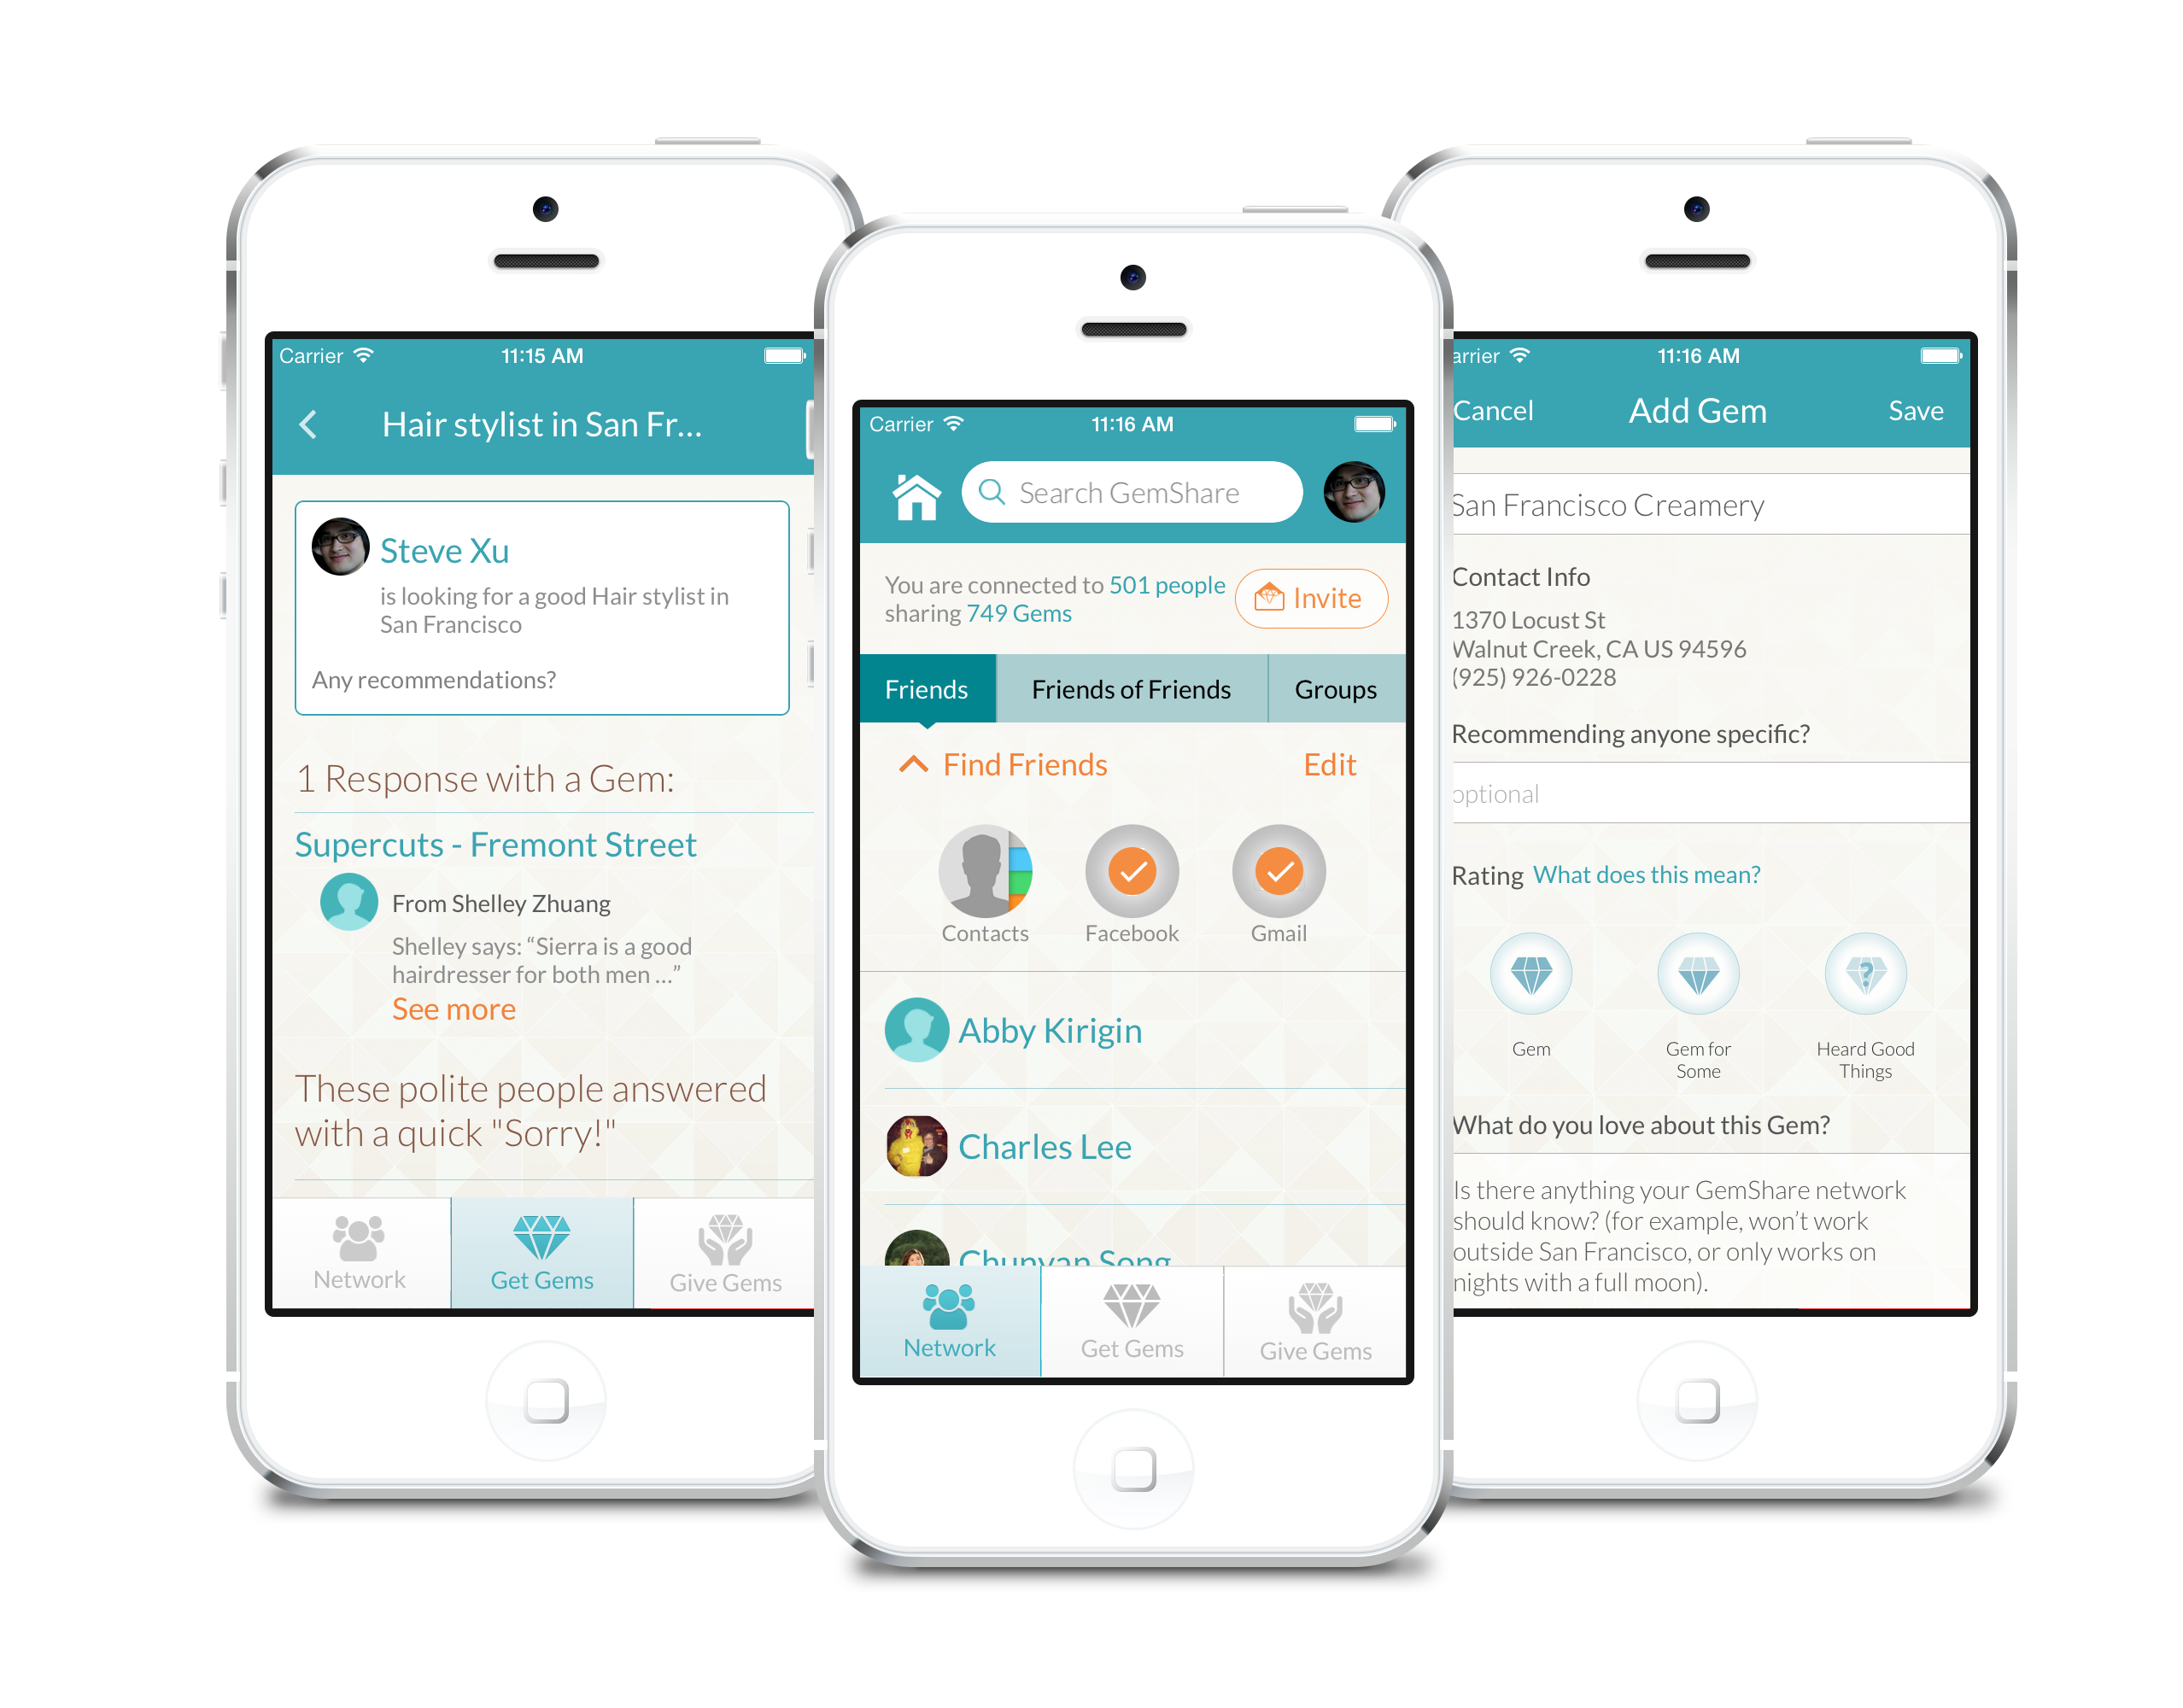 Carrier
11:15 AM
Hair stylist in San Fr...
Steve Xu
is looking for a good Hair stylist in
San Francisco
Any recommendations?
1 Response with a Gem:
Supercuts - Fremont Street
From Shelley Zhuang
Shelley says: “Sierra is a good
hairdresser for both men ...”
See more
These polite people answered
with a quick "Sorry!"
Network
Get Gems
Give Gems
Carrier
11:16 AM
Search GemShare
You are connected to 501 people
sharing 749 Gems
Invite
Friends
Friends of Friends
Groups
Find Friends
Edit
Contacts
Facebook
Gmail
Abby Kirigin
Charles Lee
Chunyan Song
Network
Get Gems
Give Gems
arrier
11:16 AM
Cancel
Add Gem
Save
San Francisco Creamery
Contact Info
1370 Locust St
Walnut Creek, CA US 94596
(925) 926-0228
Recommending anyone specific?
optional
Rating What does this mean?
Gem
Gem for
Some
Heard Good
Things
What do you love about this Gem?
Is there anything your GemShare network
should know? (for example, won’t work
outside San Francisco, or only works on
nights with a full moon).